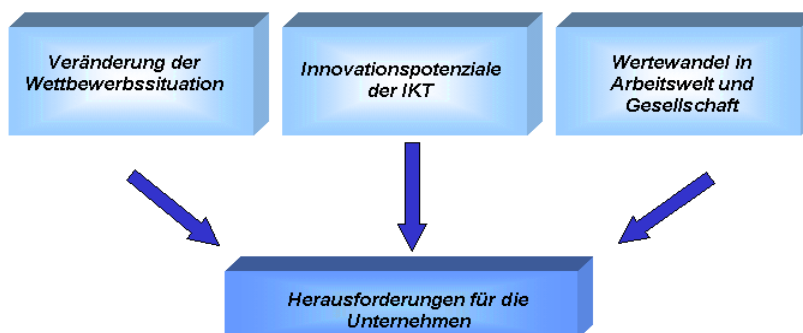 Veränderung der
Wettbewerbssituation
Innovationspotenziale
der IKT
Wertewandel in
Arbeitswelt und
Gesellschaft
Herausforderungen für die
Unternehmen